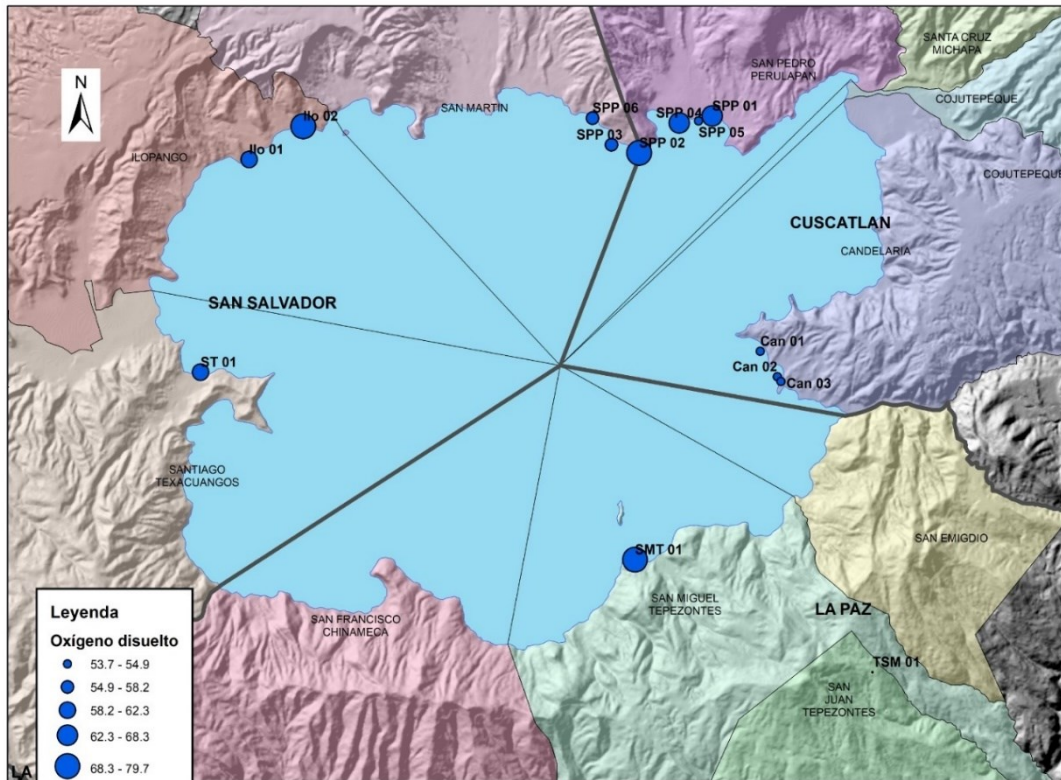 SANTA CRUZ
MICHAPA
SAN PEDRO
PERULAPAN
N
COJUTEPEQUE
SAN MARTIN
SPP 06
SPP 04
SPP 01
SPP 05
Ilo 02
SPP 03
SPP 02
ILOPANGO
Ilo 01
COJUTEPEQUE
CUSCATLAN
CANDELARIA
SAN SALVADOR
Can 01
ST 01
Can 02
Can 03
SANTIAGO
TEXACUANGOS
SAN EMIGDIO
SMT 01
SAN MIGUEL
TEPEZONTES
LA PAZ
SAN FRANCISCO
CHINAMECA
TSM 01
SAN
JUAN
TEPEZONTES
Leyenda
Oxígeno disuelto
53.7 - 54.9
54.9 - 58.2
58.2 - 62.3
62.3 - 68.3
68.3 - 79.7
LA